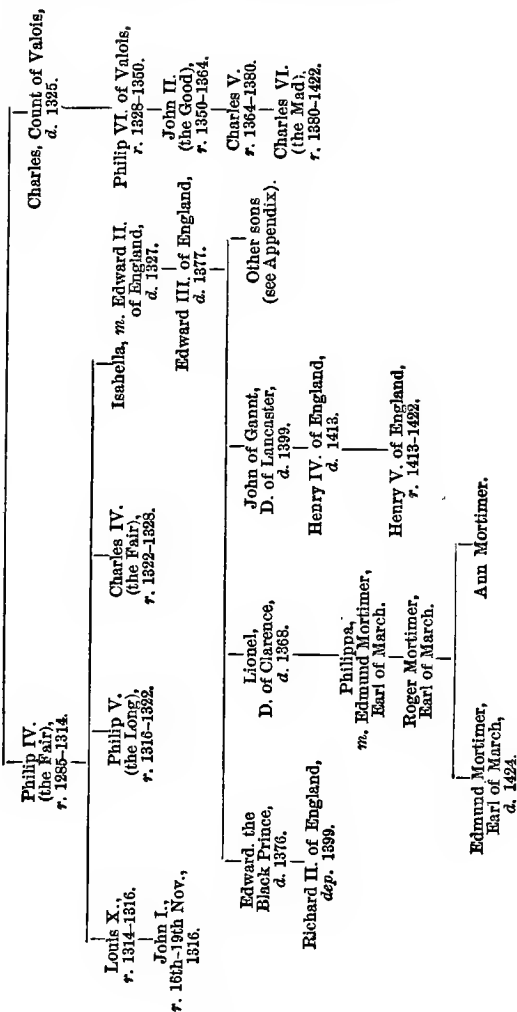 Philip IV.
(the Fair),
r. 1285–1314.
Charles, Count of Valois,
d. 1325.
Louis X.,
r. 1314–1316.
John I.,
r. 16th–19th Nov.,
1316.
Philip V.
(the Long),
r. 1316–1322.
Charles IV.
(the Fair),
r. 1322–1328.
Isabella, m. Edward II.
of England,
d. 1327.
Edward III. of England,
d. 1377.
Philip VI. of Valois,
r. 1328–1350.
John II.
(the Good),
r. 1350–1364.
Charles V.
r. 1364–1380.
Charles VI.
(the Mad),
r. 1380–1422.
Edward. the
Black Prince,
d. 1376.
Richard II. of England,
dep. 1399.
Lionel,
D. of Clarence,
d. 1368.
Philippa,
m, Edmund Mortimer,
Earl of March.
Roger Mortimer,
Earl of March.
Edmund Mortimer,
Earl of March,
d. 1424.
Ann Mortimer.
John of Gannt,
D. of Lancaster,
d. 1399.
Henry IV. of England,
d. 1413.
Henry V. of England,
r. 1413–1422,
Other sons
(see Appendix).